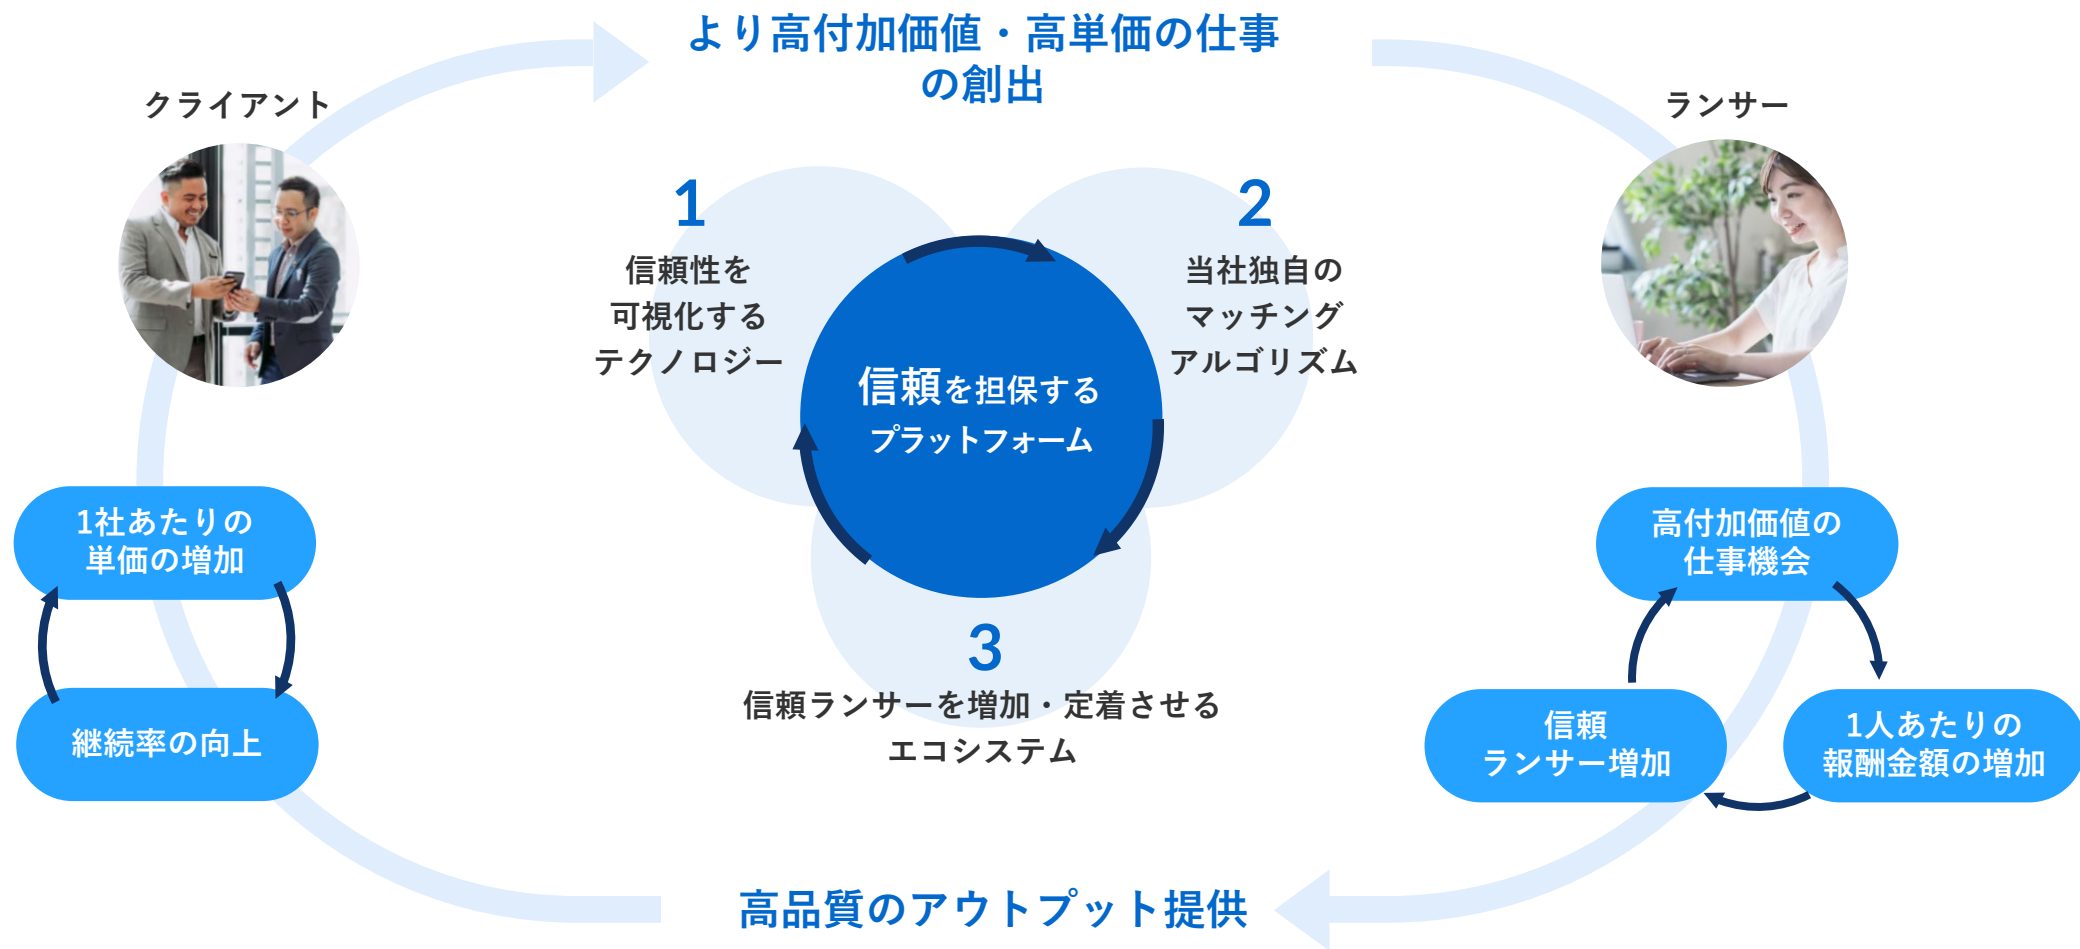 より高付加価値・高単価の仕事
の創出
クライアント
ランサー
1
信頼性を
可視化する
テクノロジー
2
当社独自の
マッチング
アルゴリズム
信頼を担保する
プラットフォーム
3
信頼ランサーを増加・定着させる
エコシステム
1社あたりの
単価の増加
継続率の向上
高付加価値の
仕事機会
信頼
ランサー増加
1人あたりの
報酬金額の増加
高品質のアウトプット提供